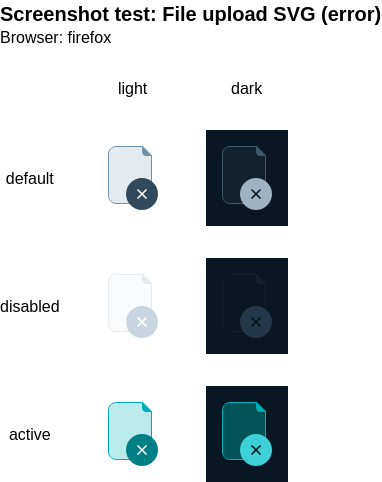 Screenshot test: File upload SVG (error)
Browser: firefox
light dark
default
disabled
active